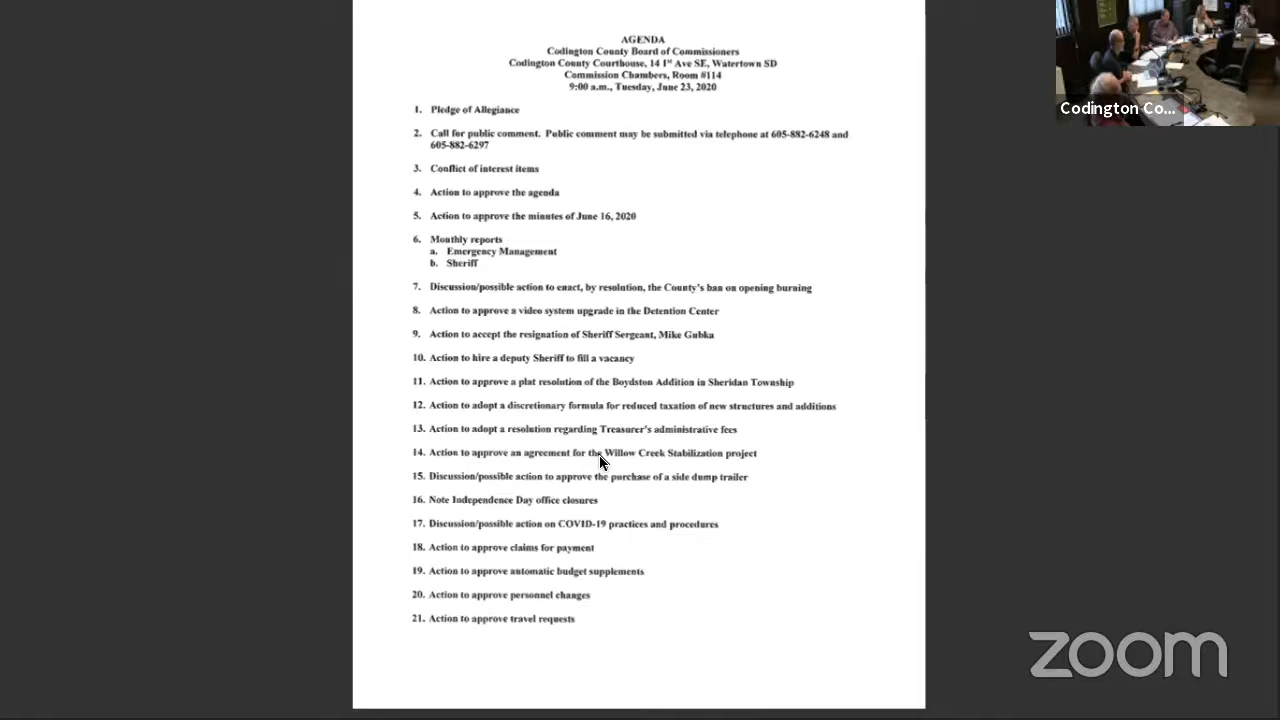 AGENDA
Codington County Board of Commissioners
Codington County Courthouse, 14 1st Ave SE, Watertown SD
Commission Chambers, Room #114
9:00 a.m., Tuesday, June 23, 2020
1. Pledge of Allegiance
2. Call for public comment. Public comment may be submitted via telephone at 605-882-6248 and
605-882-6297
3. Conflict of interest items
4. Action to approve the agenda
5. Action to approve the minutes of June 16, 2020
6. Monthly reports
a. Emergency Management
b. Sheriff
7. Discussion/possible action to enact, by resolution, the County's ban on opening burning
8. Action to approve a video system upgrade in the Detention Center
9. Action to accept the resignation of Sheriff Sergeant, Mike Gubka
10. Action to hire a deputy Sheriff to fill a vacancy
11. Action to approve a plat resolution of the Boydston Addition in Sheridan Township
12. Action to adopt a discretionary formula for reduced taxation of new structures and additions
13. Action to adopt a resolution regarding Treasurer's administrative fees
14. Action to approve an agreement for the Willow Creek Stabilization project
15. Discussion/possible action to approve the purchase of a side dump trailer
16. Note Independence Day office closures
17. Discussion/possible action on COVID-19 practices and procedures
18. Action to approve claims for payment
19. Action to approve automatic budget supplements
20. Action to approve personnel changes
21. Action to approve travel requests
Codington Co...
zoom